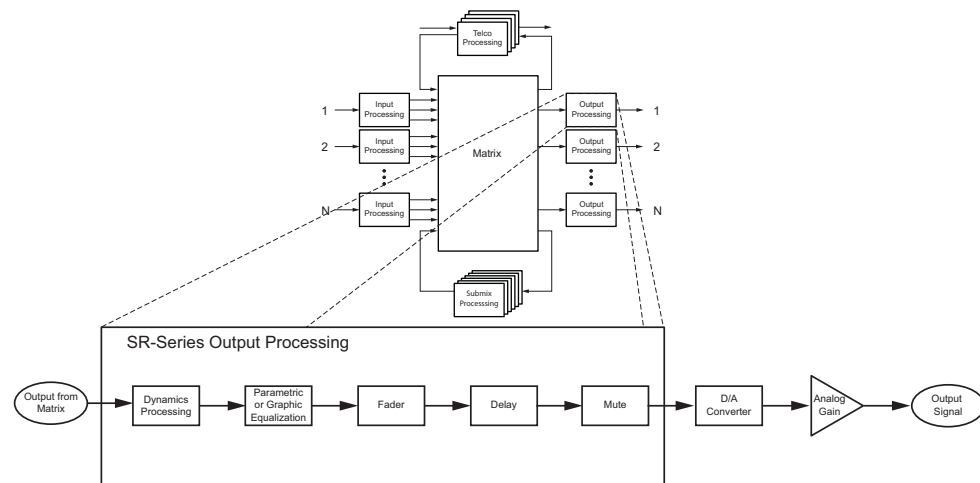 Telco
Processing
1
Input
Processing
Output
Processing
1
2
Input
Processing
Matrix
Output
Processing
2
N
Input
Processing
Output
Processing
N
Submix
Processsing
SR-Series Output Processing
Output from
Matrix
Dynamics
Processing
Parametric
or Graphic
Equalization
Fader
Delay
Mute
D/A
Converter
Analog
Gain
Output
Signal